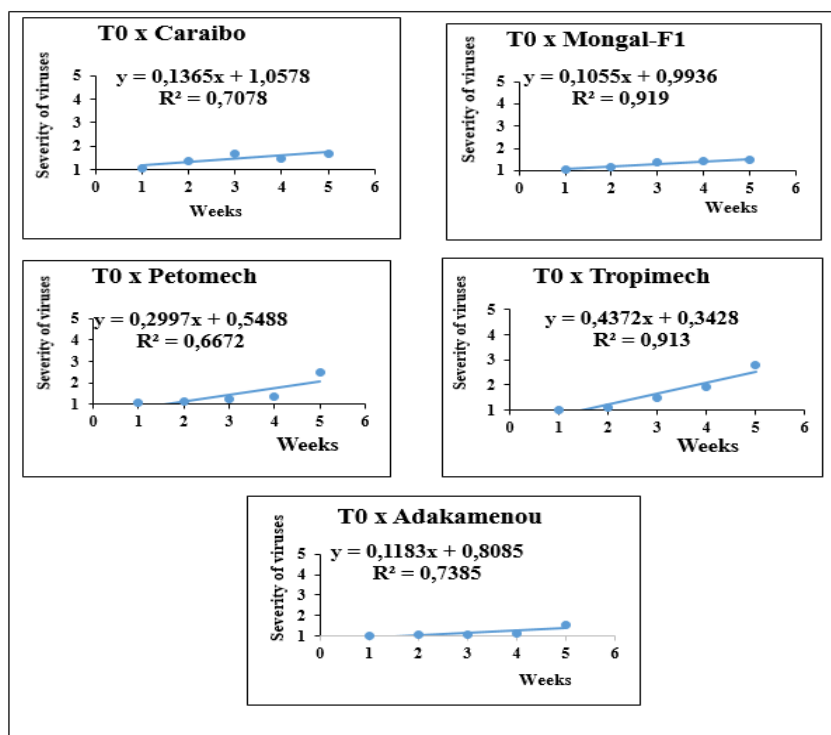 T0 x Caraibo
y = 0,1365x + 1,0578
R² = 0,7078
Severity of viruses
5
4
3
2
1
0 1 2 3 4 5 6
Weeks
T0 x Mongal-F1
y = 0,1055x + 0,9936
R² = 0,919
Severity of viruses
5
4
3
2
1
0 1 2 3 4 5 6
Weeks
T0 x Petomech
y = 0,2997x + 0,5488
R² = 0,6672
Severity of viruses
5
4
3
2
1
0 1 2 3 4 5 6
Weeks
T0 x Tropimech
y = 0,4372x + 0,3428
R² = 0,913
Severity of viruses
5
4
3
2
1
0 1 2 3 4 5 6
Weeks
T0 x Adakamenou
y = 0,1183x + 0,8085
R² = 0,7385
Severity of viruses
5
4
3
2
1
0 1 2 3 4 5 6
Weeks